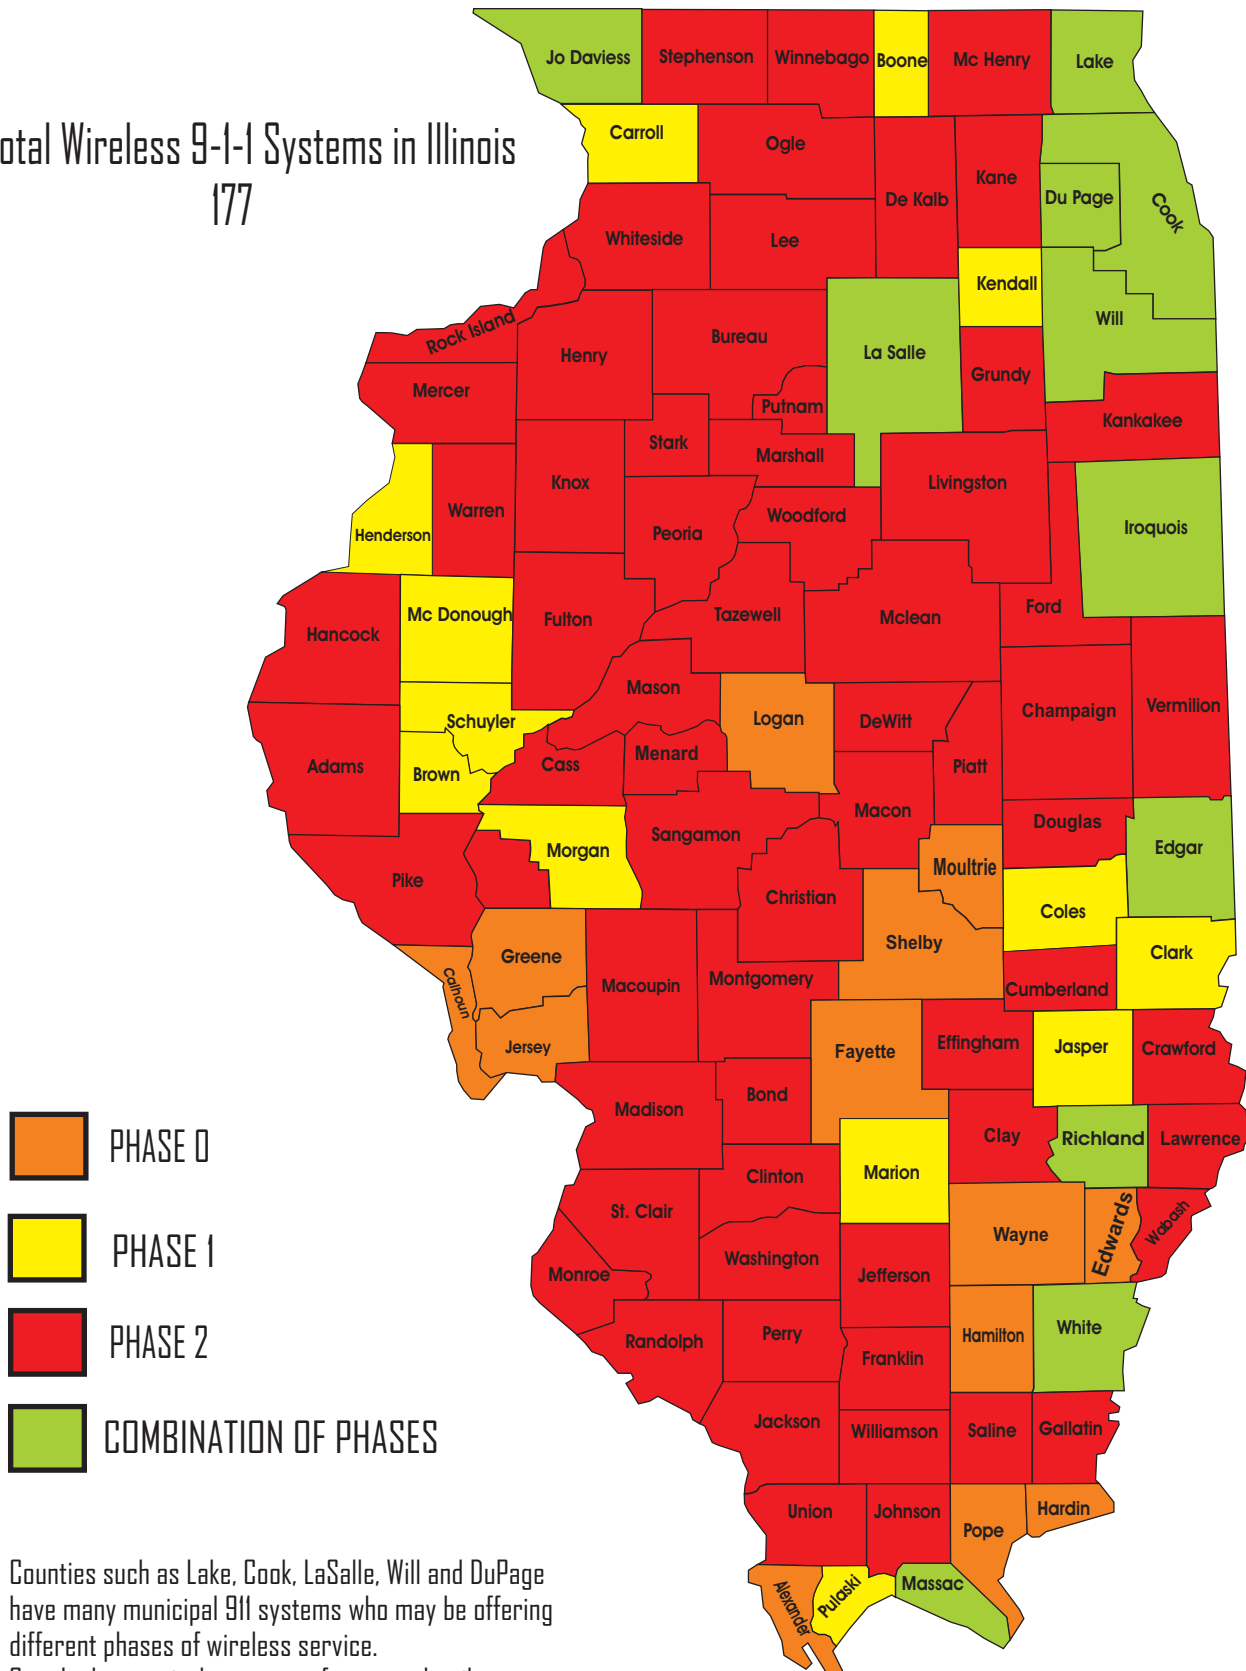 Jo Daviess Stephenson Winnebago Boone Mc Henry Lake
otal Wireless 9-1-1 Systems in Illinois
177
Carroll Ogle De Kalb Kane Du Page Cook
Whiteside Lee Kendall
Rock Island Henry Bureau La Salle Will
Mercer Putnam Grundy Kankakee
Stark Marshall
Henderson Warren Knox Peoria Woodford Livingston Iroquois
Hancock Mc Donough Fulton Tazewell Mclean Ford
Schuyler Mason Logan DeWitt Champaign Vermilion
Adams Brown Cass Menard Piatt
Morgan Sangamon Macon Douglas Edgar
Pike Christian Moultrie Coles
Greene Shelby Clark
Calhoun Macoupin Montgomery Cumberland
Jersey Fayette Effingham Jasper Crawford
Madison Bond Clay Richland Lawrence
St. Clair Clinton Marion
Monroe Washington Jefferson Wayne Edwards Wabash
Randolph Perry Franklin Hamilton White
Jackson Williamson Saline Gallatin
Union Johnson Pope Hardin
Alexander Pulaski Massac
PHASE 0
PHASE 1
PHASE 2
COMBINATION OF PHASES
Counties such as Lake, Cook, LaSalle, Will and DuPage
have many municipal 911 systems who may be offering
different phases of wireless service.